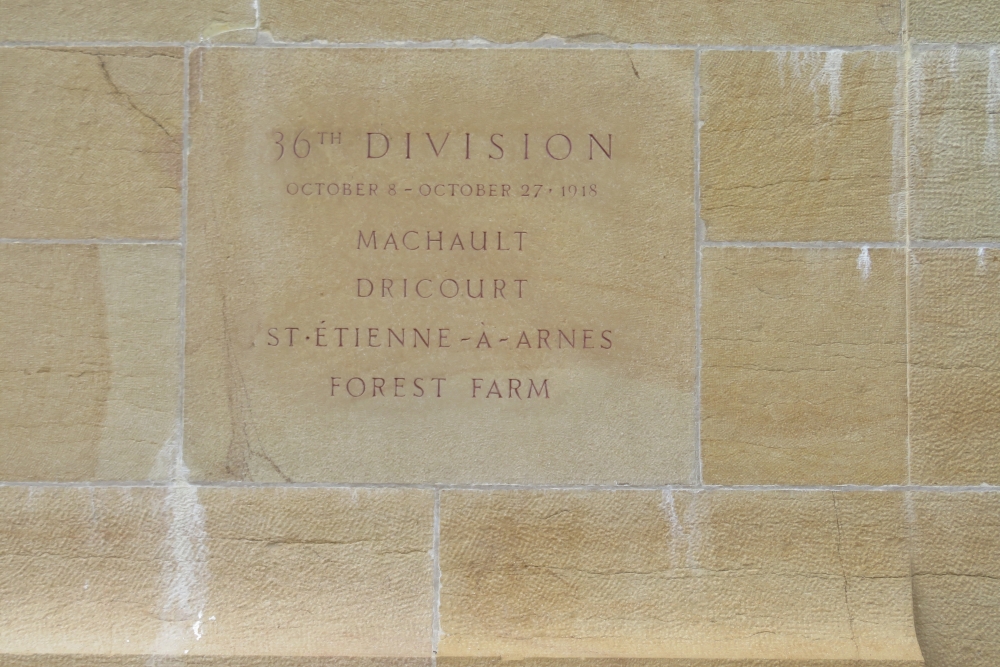 36TH DIVISION
OCTOBER 8 - OCTOBER 27 · 1918
MACHAULT
DRICOURT
ST·ÉTIENNE-À-ARNES
FOREST FARM